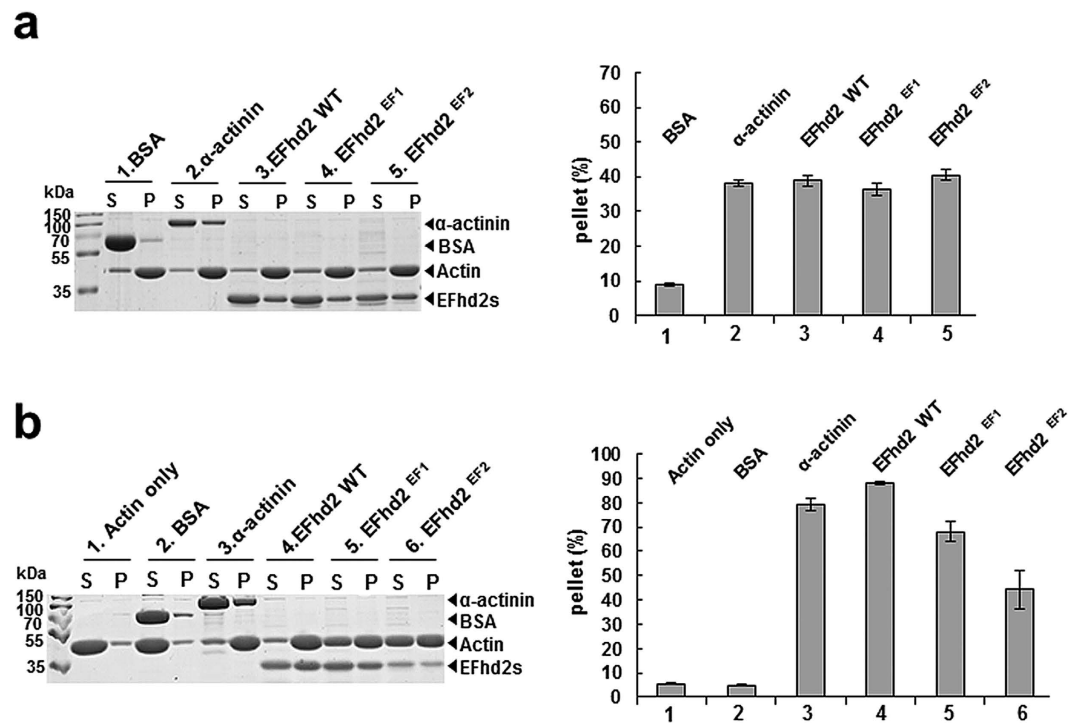 a
1.BSA
2.α-actinin
3.EFhd2 WT
4. EFhd2 EF1
5. EFhd2 EF2
kDa
S P S P S P S P S P
150
100
70
55
35
α-actinin
BSA
Actin
EFhd2s
pellet (%)
70
60
50
40
30
20
10
0
BSA
α-actinin
EFhd2 WT
EFhd2 EF1
EFhd2 EF2
1 2 3 4 5
b
1. Actin only
2. BSA
3.α-actinin
4.EFhd2 WT
5. EFhd2 EF1
6. EFhd2 EF2
kDa
S P S P S P S P S P S P
150
100
70
55
35
α-actinin
BSA
Actin
EFhd2s
pellet (%)
100
90
80
70
60
50
40
30
20
10
0
Actin only
BSA
α-actinin
EFhd2 WT
EFhd2 EF1
EFhd2 EF2
1 2 3 4 5 6